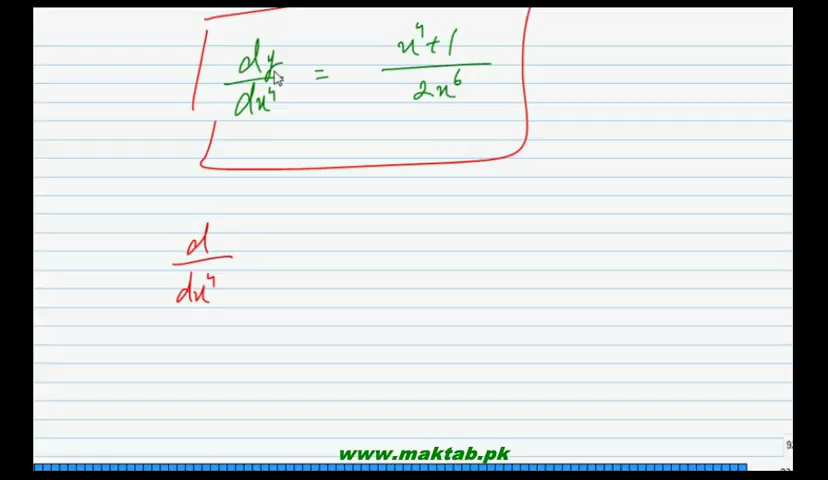 dy/dx⁴ = x⁴+1/2x⁶
d/dx⁴
www.maktab.pk